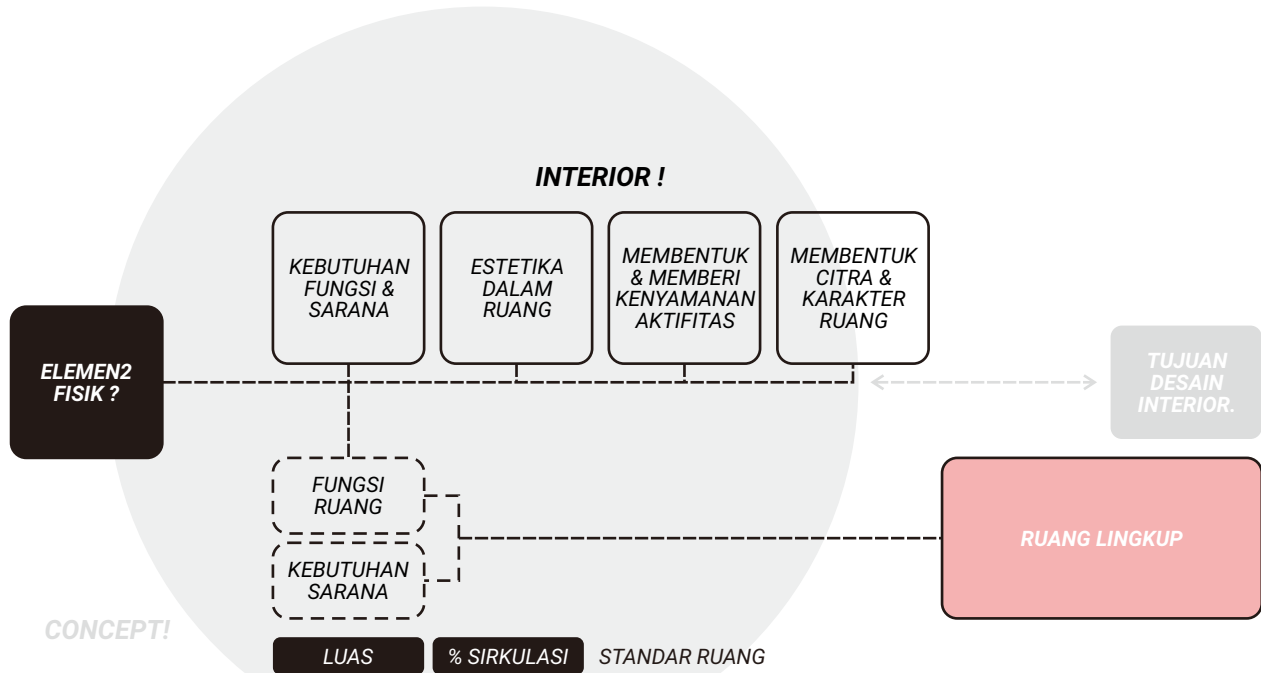 INTERIOR !
KEBUTUHAN
FUNGSI &
SARANA
ESTETIKA
DALAM
RUANG
MEMBENTUK
& MEMBERI
KENYAMANAN
AKTIFITAS
MEMBENTUK
CITRA &
KARAKTER
RUANG
ELEMEN2
FISIK ?
TUJUAN
DESAIN
INTERIOR.
FUNGSI
RUANG
KEBUTUHAN
SARANA
RUANG LINGKUP
CONCEPT!
LUAS
% SIRKULASI
STANDAR RUANG